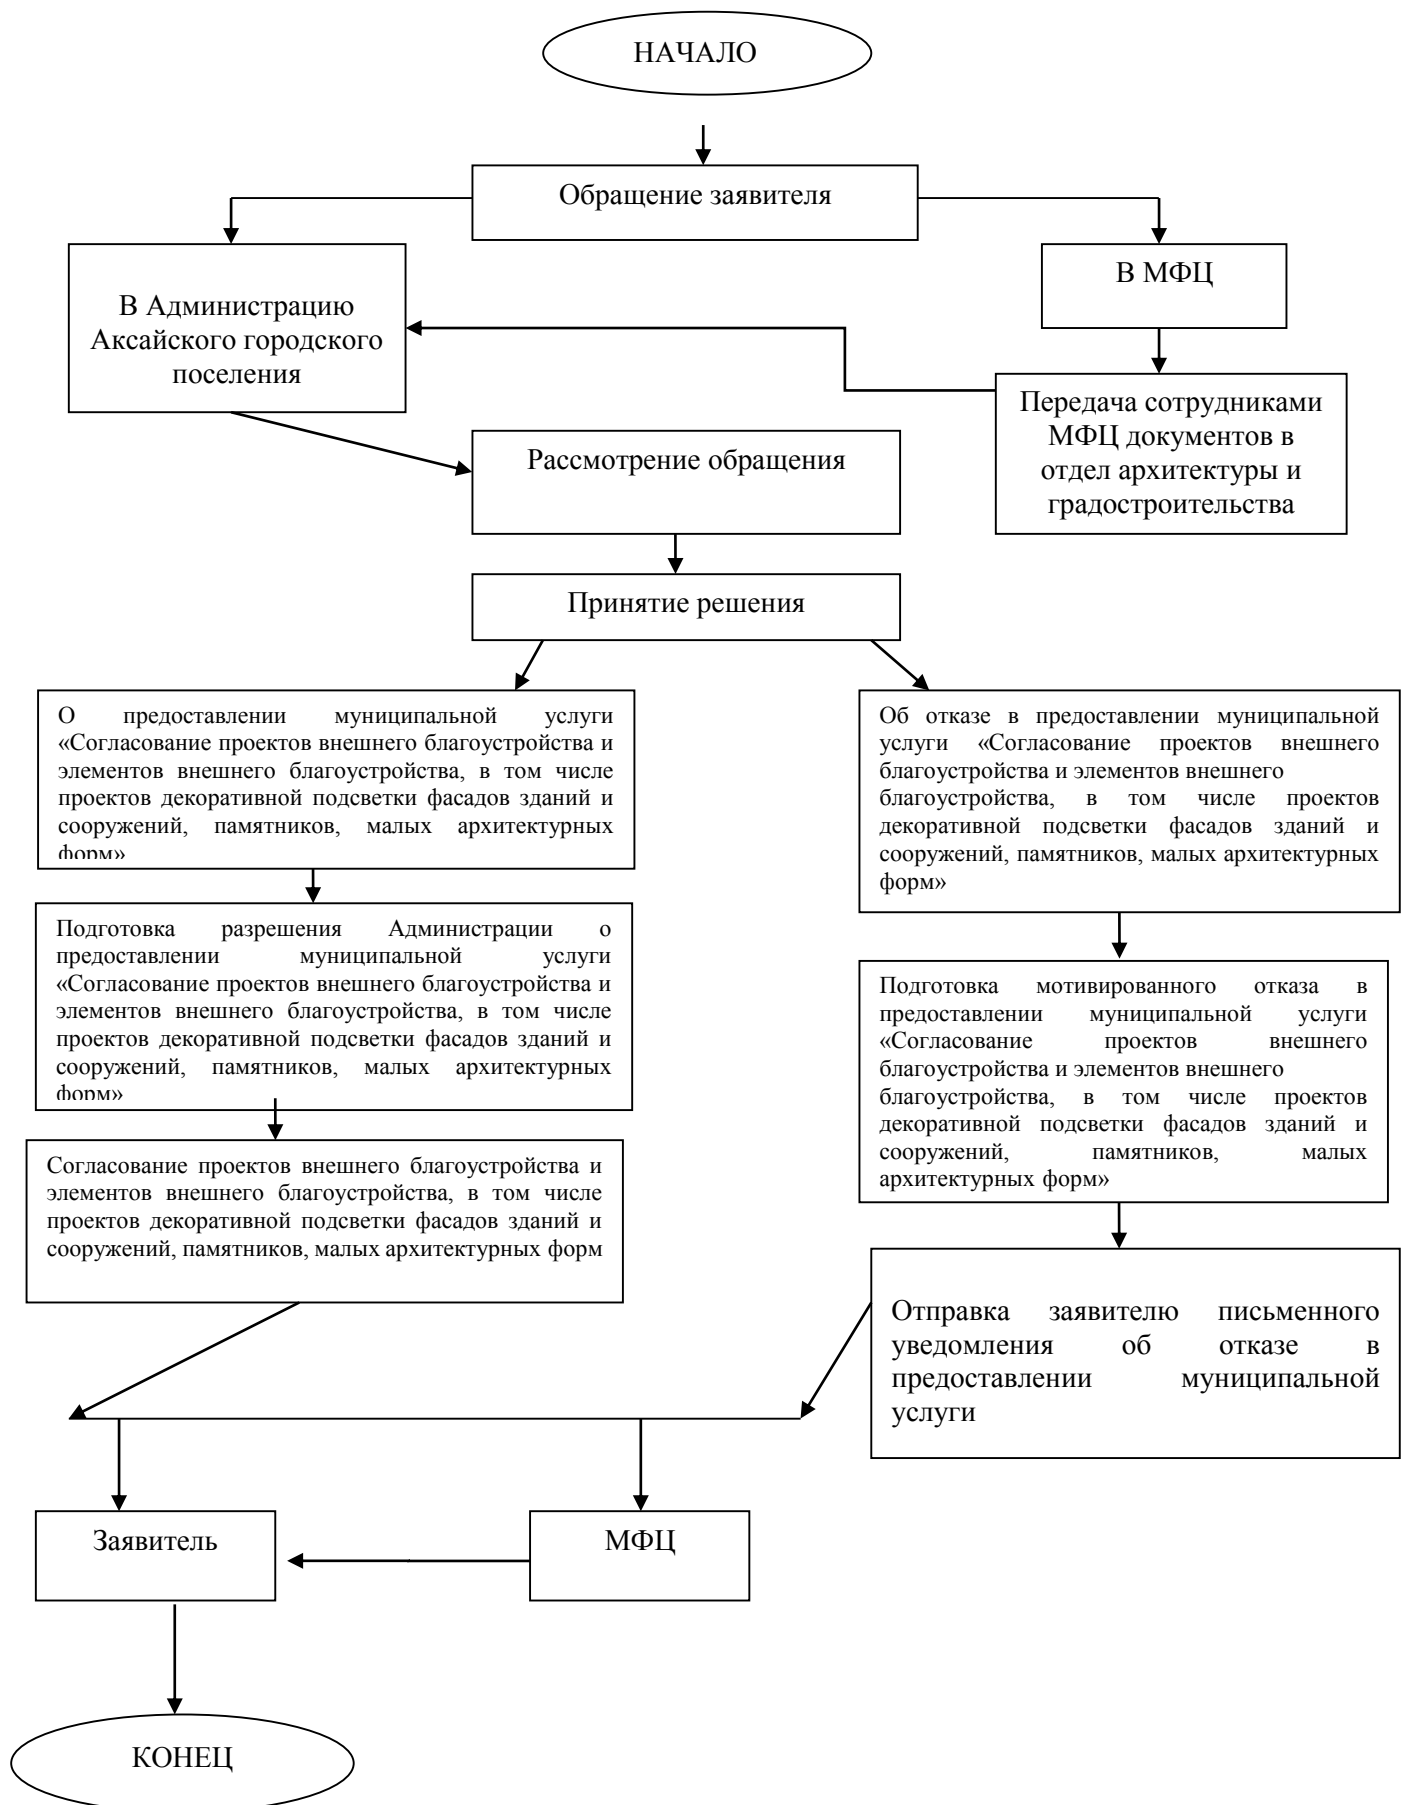 НАЧАЛО
Обращение заявителя
В Администрацию
Аксайского городского
поселения
В МФЦ
Передача сотрудниками
МФЦ документов в
отдел архитектуры и
градостроительства
Рассмотрение обращения
Принятие решения
О предоставлении муниципальной услуги
«Согласование проектов внешнего благоустройства и
элементов внешнего благоустройства, в том числе
проектов декоративной подсветки фасадов зданий и
сооружений, памятников, малых архитектурных
форм»
Об отказе в предоставлении муниципальной
услуги «Согласование проектов внешнего
благоустройства и элементов внешнего
благоустройства, в том числе проектов
декоративной подсветки фасадов зданий и
сооружений, памятников, малых архитектурных
форм»
Подготовка разрешения Администрации о
предоставлении муниципальной услуги
«Согласование проектов внешнего благоустройства и
элементов внешнего благоустройства, в том числе
проектов декоративной подсветки фасадов зданий и
сооружений, памятников, малых архитектурных
форм»
Подготовка мотивированного отказа в
предоставлении муниципальной услуги
«Согласование проектов внешнего
благоустройства и элементов внешнего
благоустройства, в том числе проектов
декоративной подсветки фасадов зданий и
сооружений, памятников, малых
архитектурных форм»
Согласование проектов внешнего благоустройства и
элементов внешнего благоустройства, в том числе
проектов декоративной подсветки фасадов зданий и
сооружений, памятников, малых архитектурных форм
Отправка заявителю письменного
уведомления об отказе в
предоставлении муниципальной
услуги
Заявитель
МФЦ
КОНЕЦ